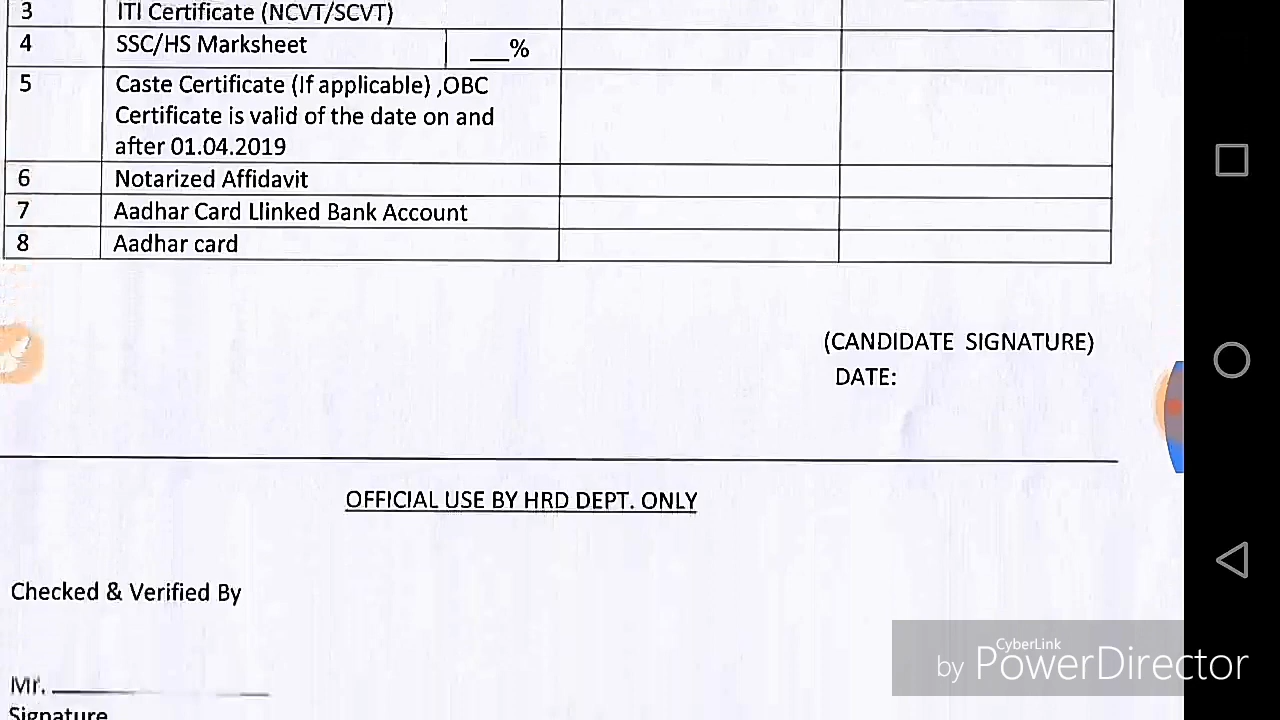 3 ITI Certificate (NCVT/SCVT)
4 SSC/HS Marksheet ___%
5 Caste Certificate (If applicable) ,OBC
Certificate is valid of the date on and
after 01.04.2019
6 Notarized Affidavit
7 Aadhar Card Llinked Bank Account
8 Aadhar card
(CANDIDATE SIGNATURE)
DATE:
OFFICIAL USE BY HRD DEPT. ONLY
Checked & Verified By
Mr. _______________
Signature
CyberLink
by PowerDirector